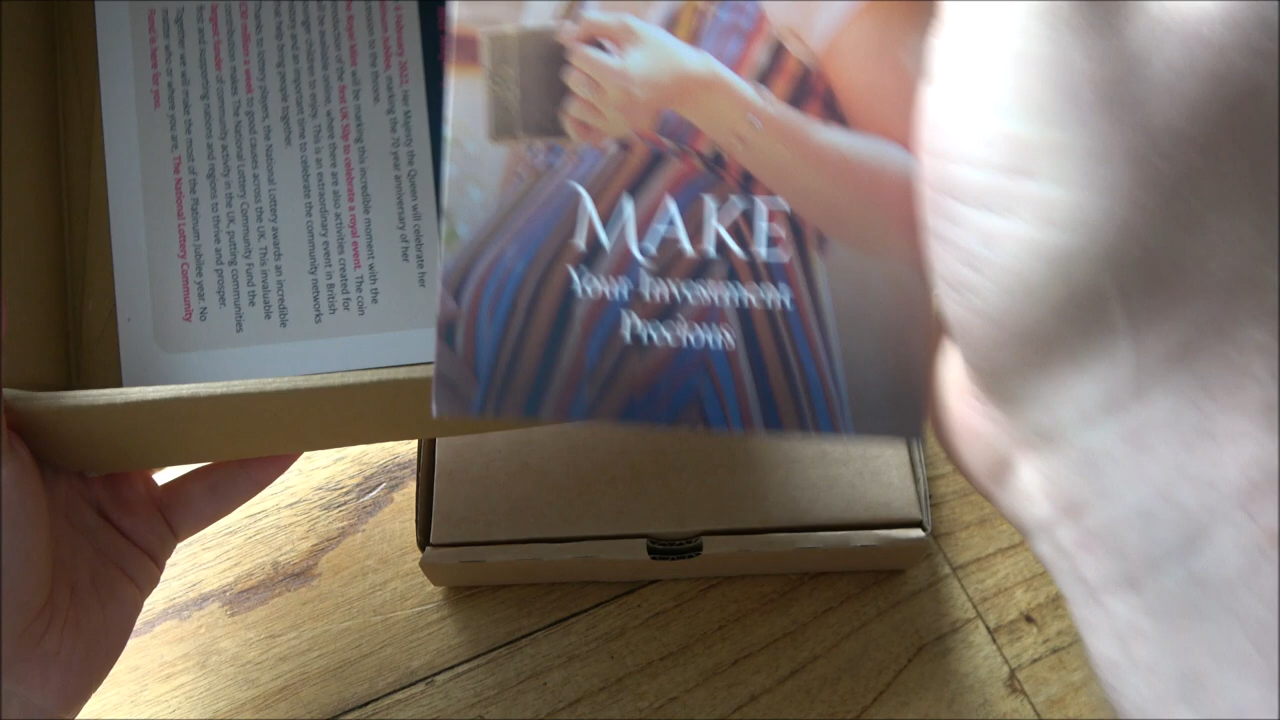 6 February 2022, Her Majesty the Queen will celebrate her
Platinum Jubilee, marking the 70 year anniversary of her
accession to the throne.
The Royal Mint will be marking this incredible moment with the
introduction of the first UK 50p to celebrate a royal event. The coin
will be available online, where there are also activities created for
younger children to enjoy. This is an extraordinary event in British
history and an important time to celebrate the community networks
that help bring people together.
Thanks to lottery players, the National Lottery awards an incredible
£30 million a week to good causes across the UK. This invaluable
contribution makes The National Lottery Community Fund the
largest funder of community activity in the UK, putting communities
first and supporting nations and regions to thrive and prosper.
Together we will make the most of the Platinum Jubilee year. No
matter who or where you are, The National Lottery Community
Fund is here for you.
MAKE
Your Investment
Precious